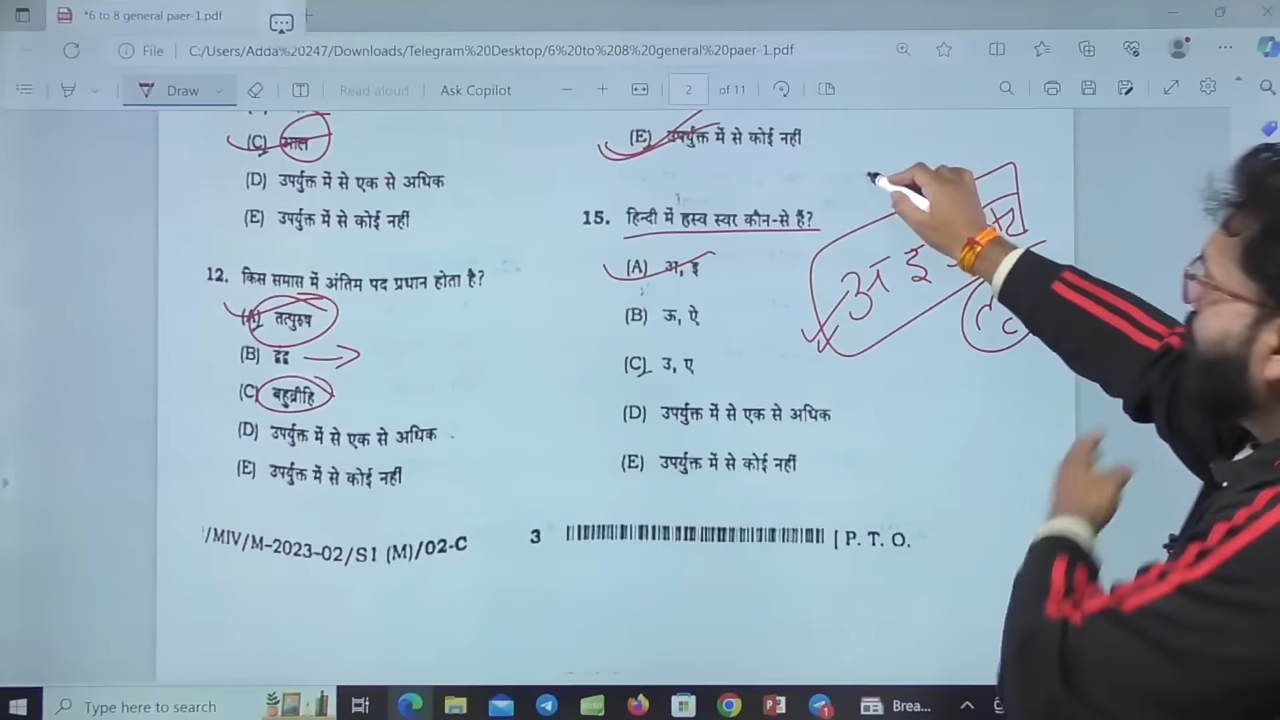 *6 to 8 general paer-1.pdf
File
C:/Users/Adda%20247/Downloads/Telegram%20Desktop/6%20to%208%20general%20paer-1.pdf
Draw
Read aloud
Ask Copilot
2
of 11
(C) भाल
(D) उपर्युक्त में से एक से अधिक
(E) उपर्युक्त में से कोई नहीं
12. किस समास में अंतिम पद प्रधान होता है?
(A) तत्पुरुष
(B) द्वंद्व
(C) बहुव्रीहि
(D) उपर्युक्त में से एक से अधिक
(E) उपर्युक्त में से कोई नहीं
/MIV/M-2023-02/S1 (M)/02-C
(E) उपर्युक्त में से कोई नहीं
15. हिन्दी में ह्रस्व स्वर कौन-से हैं?
(A) अ, इ
(B) ऊ, ऐ
(C) उ, ए
(D) उपर्युक्त में से एक से अधिक
(E) उपर्युक्त में से कोई नहीं
अ इ
3
[ P. T. O.
Type here to search
Brea...